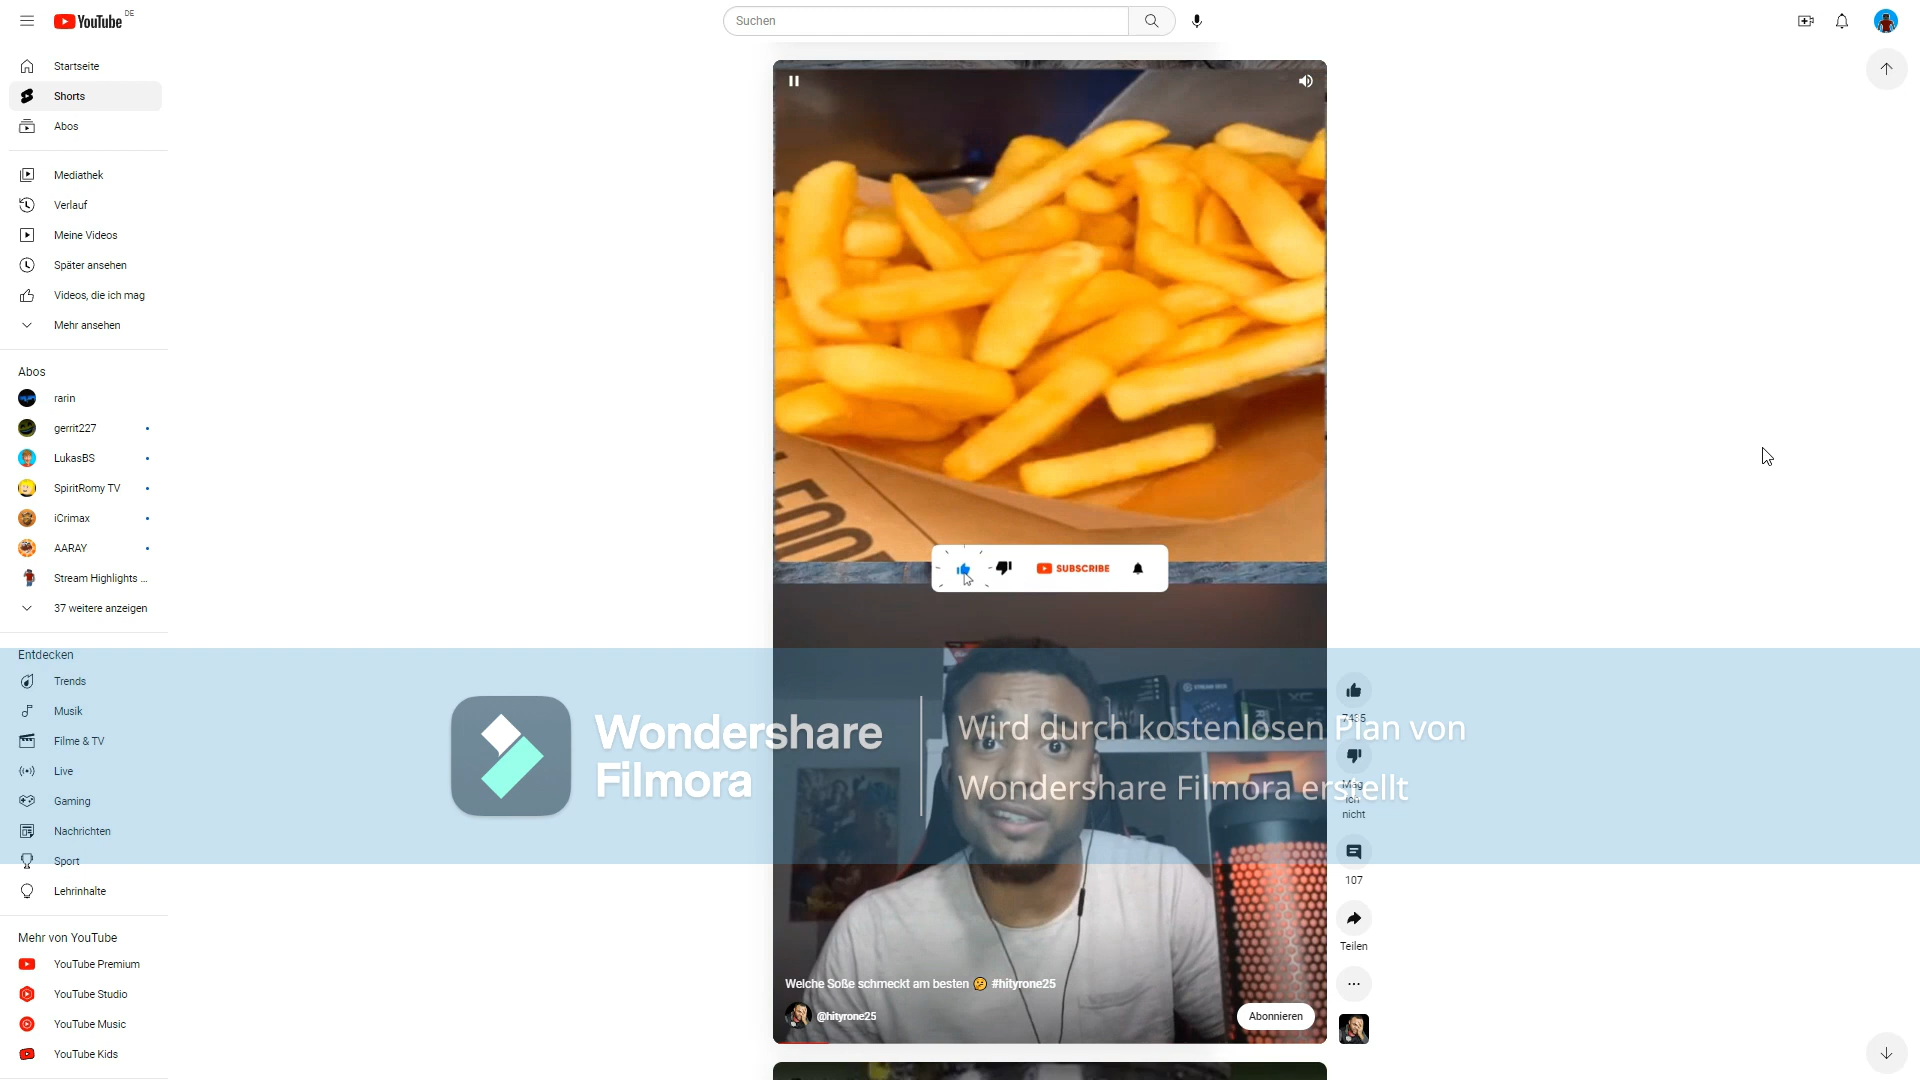 YouTube DE
Suchen
Startseite
Shorts
Abos
Mediathek
Verlauf
Meine Videos
Später ansehen
Videos, die ich mag
Mehr ansehen
Abos
rarin
gerrit227
LukasBS
SpiritRomy TV
iCrimax
AARAY
Stream Highlights ...
37 weitere anzeigen
Entdecken
Trends
Musik
Filme & TV
Live
Gaming
Nachrichten
Sport
Lehrinhalte
Mehr von YouTube
YouTube Premium
YouTube Studio
YouTube Music
YouTube Kids
SUBSCRIBE
Wondershare
Filmora
Wird durch kostenlosen Plan von
Wondershare Filmora erstellt
7435
Mag
ich
nicht
107
Teilen
Welche Soße schmeckt am besten 🤔 #hityrone25
@hityrone25
Abonnieren